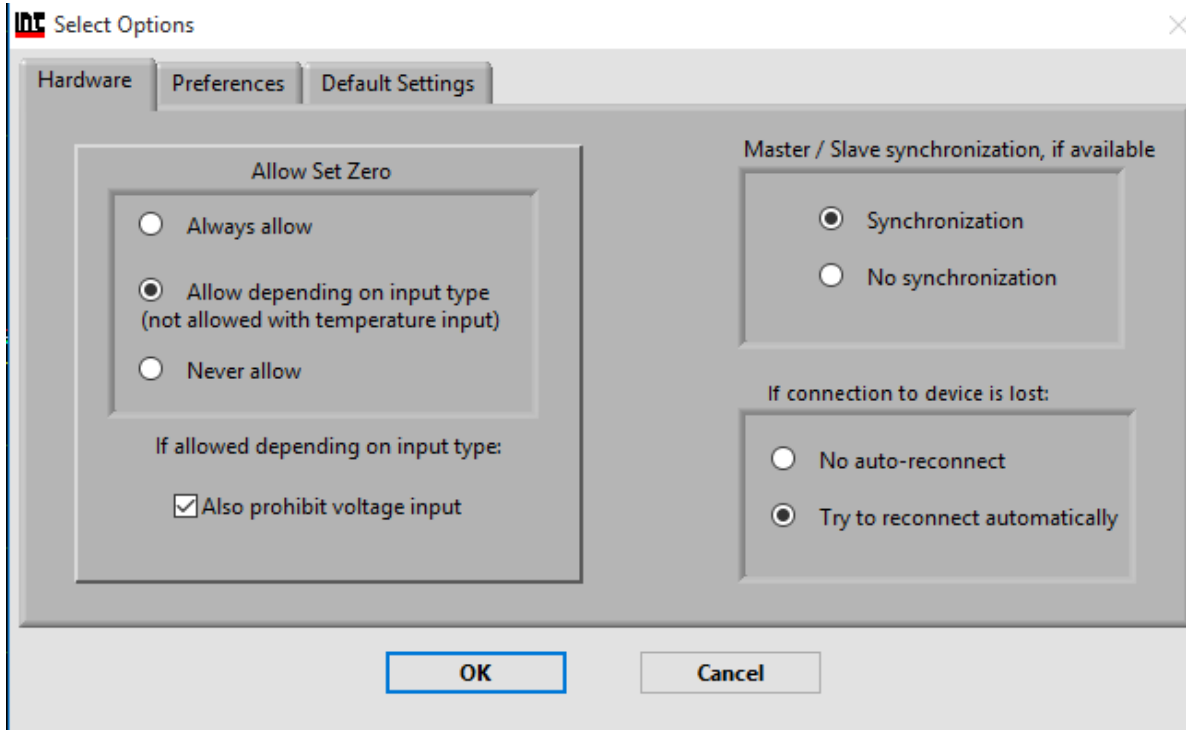 Select Options
Hardware
Preferences
Default Settings
Allow Set Zero
Always allow
Allow depending on input type
(not allowed with temperature input)
Never allow
If allowed depending on input type:
Also prohibit voltage input
Master / Slave synchronization, if available
Synchronization
No synchronization
If connection to device is lost:
No auto-reconnect
Try to reconnect automatically
OK
Cancel